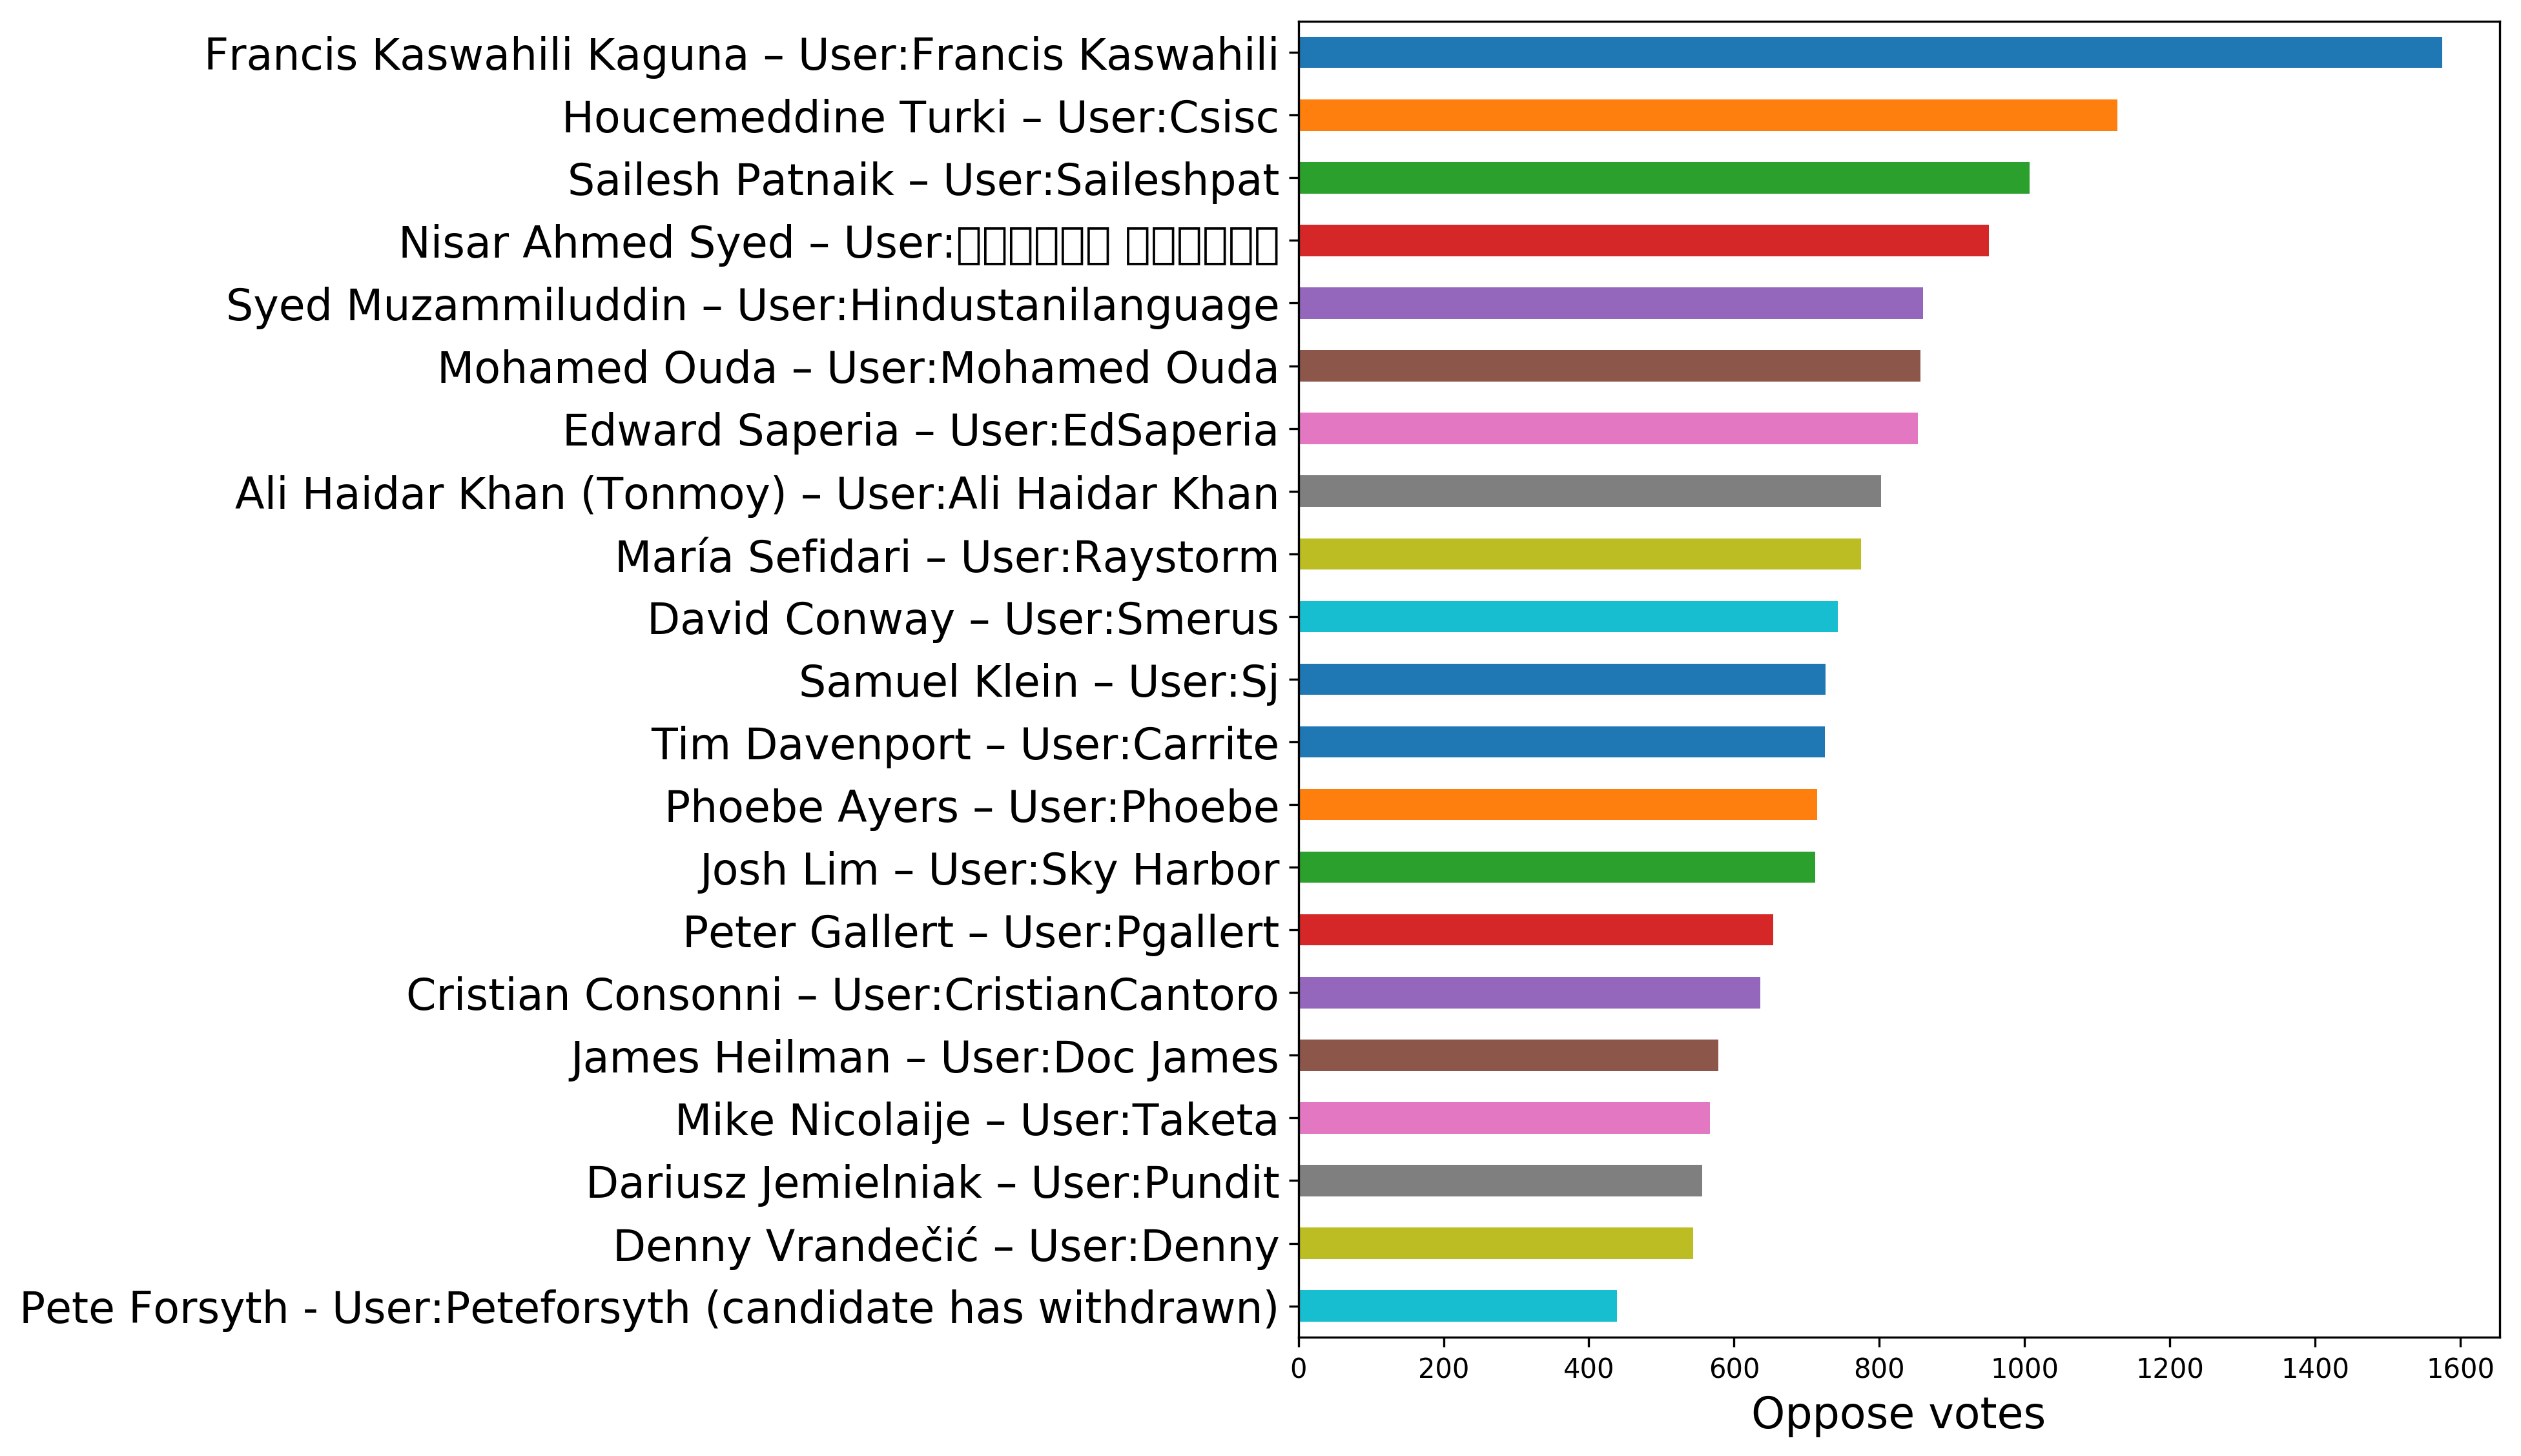 Francis Kaswahili Kaguna – User:Francis Kaswahili
Houcemeddine Turki – User:Csisc
Sailesh Patnaik – User:Saileshpat
Nisar Ahmed Syed – User:
Syed Muzammiluddin – User:Hindustanilanguage
Mohamed Ouda – User:Mohamed Ouda
Edward Saperia – User:EdSaperia
Ali Haidar Khan (Tonmoy) – User:Ali Haidar Khan
María Sefidari – User:Raystorm
David Conway – User:Smerus
Samuel Klein – User:Sj
Tim Davenport – User:Carrite
Phoebe Ayers – User:Phoebe
Josh Lim – User:Sky Harbor
Peter Gallert – User:Pgallert
Cristian Consonni – User:CristianCantoro
James Heilman – User:Doc James
Mike Nicolaije – User:Taketa
Dariusz Jemielniak – User:Pundit
Denny Vrandečić – User:Denny
Pete Forsyth - User:Peteforsyth (candidate has withdrawn)
0 200 400 600 800 1000 1200 1400 1600
Oppose votes